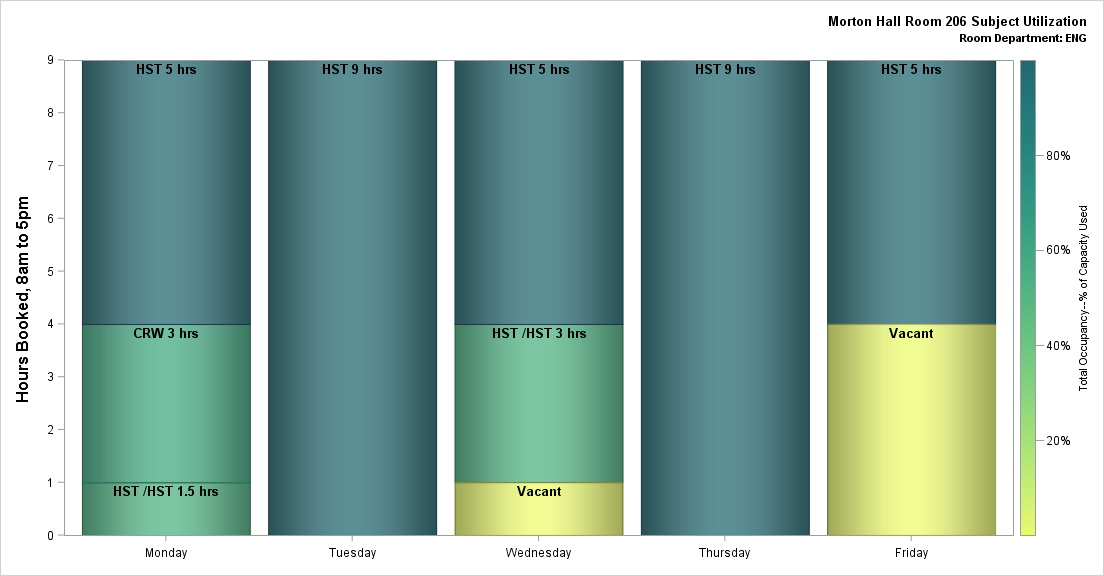 Morton Hall Room 206 Subject Utilization
Room Department: ENG
Hours Booked, 8am to 5pm
9
8
7
6
5
4
3
2
1
0
HST 5 hrs
CRW 3 hrs
HST /HST 1.5 hrs
HST 9 hrs
HST 5 hrs
HST /HST 3 hrs
Vacant
HST 9 hrs
HST 5 hrs
Vacant
Monday
Tuesday
Wednesday
Thursday
Friday
80%
60%
40%
20%
Total Occupancy--% of Capacity Used